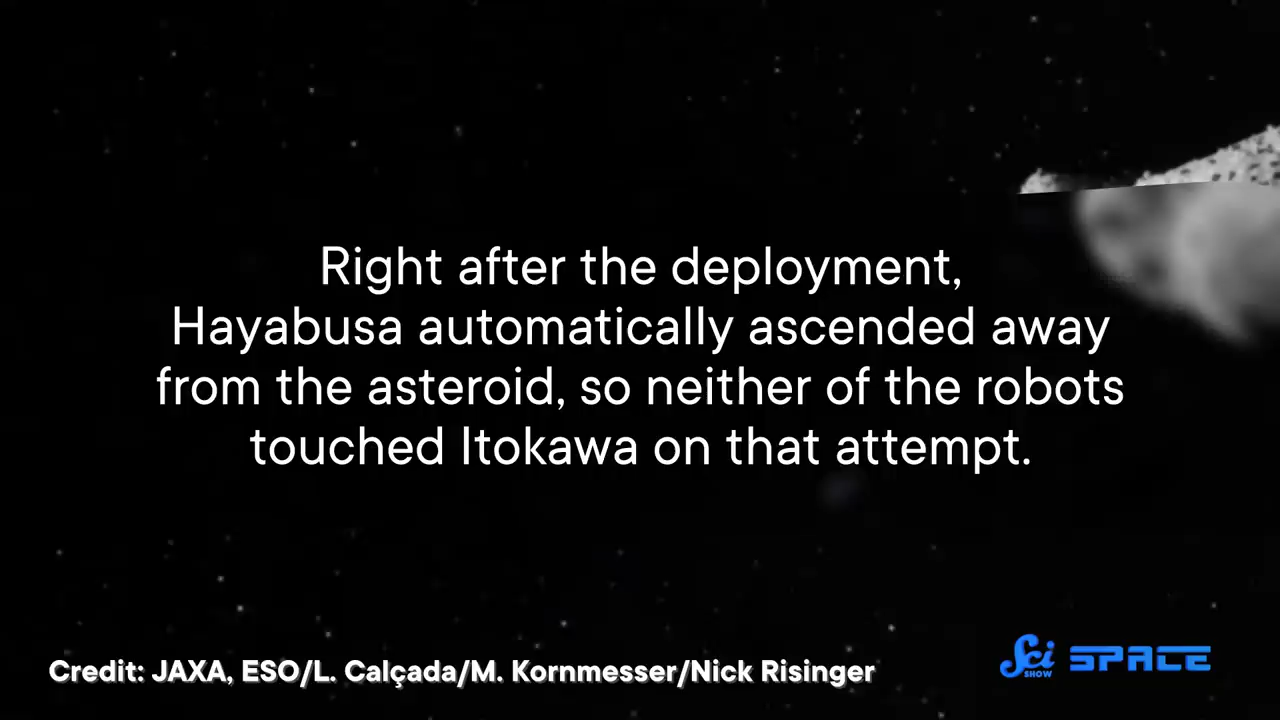 Right after the deployment,
Hayabusa automatically ascended away
from the asteroid, so neither of the robots
touched Itokawa on that attempt.
Credit: JAXA, ESO/L. Calçada/M. Kornmesser/Nick Risinger
Sci SHOW SPACE